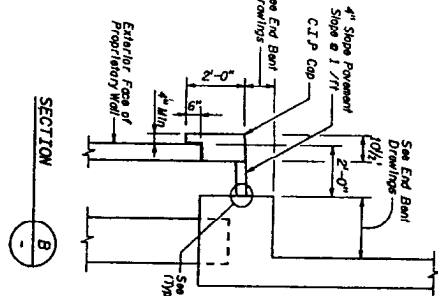 4" Slope Pavement
Slope @ 1 /ft
C.I.P Cap
See End Bent
Drawings
2'-0"
6"
4" Min
Exterior Face of
Proprietary Wall
10½"
2'-0"
See End Bent
Drawings
See
(Typ
SECTION
B
-